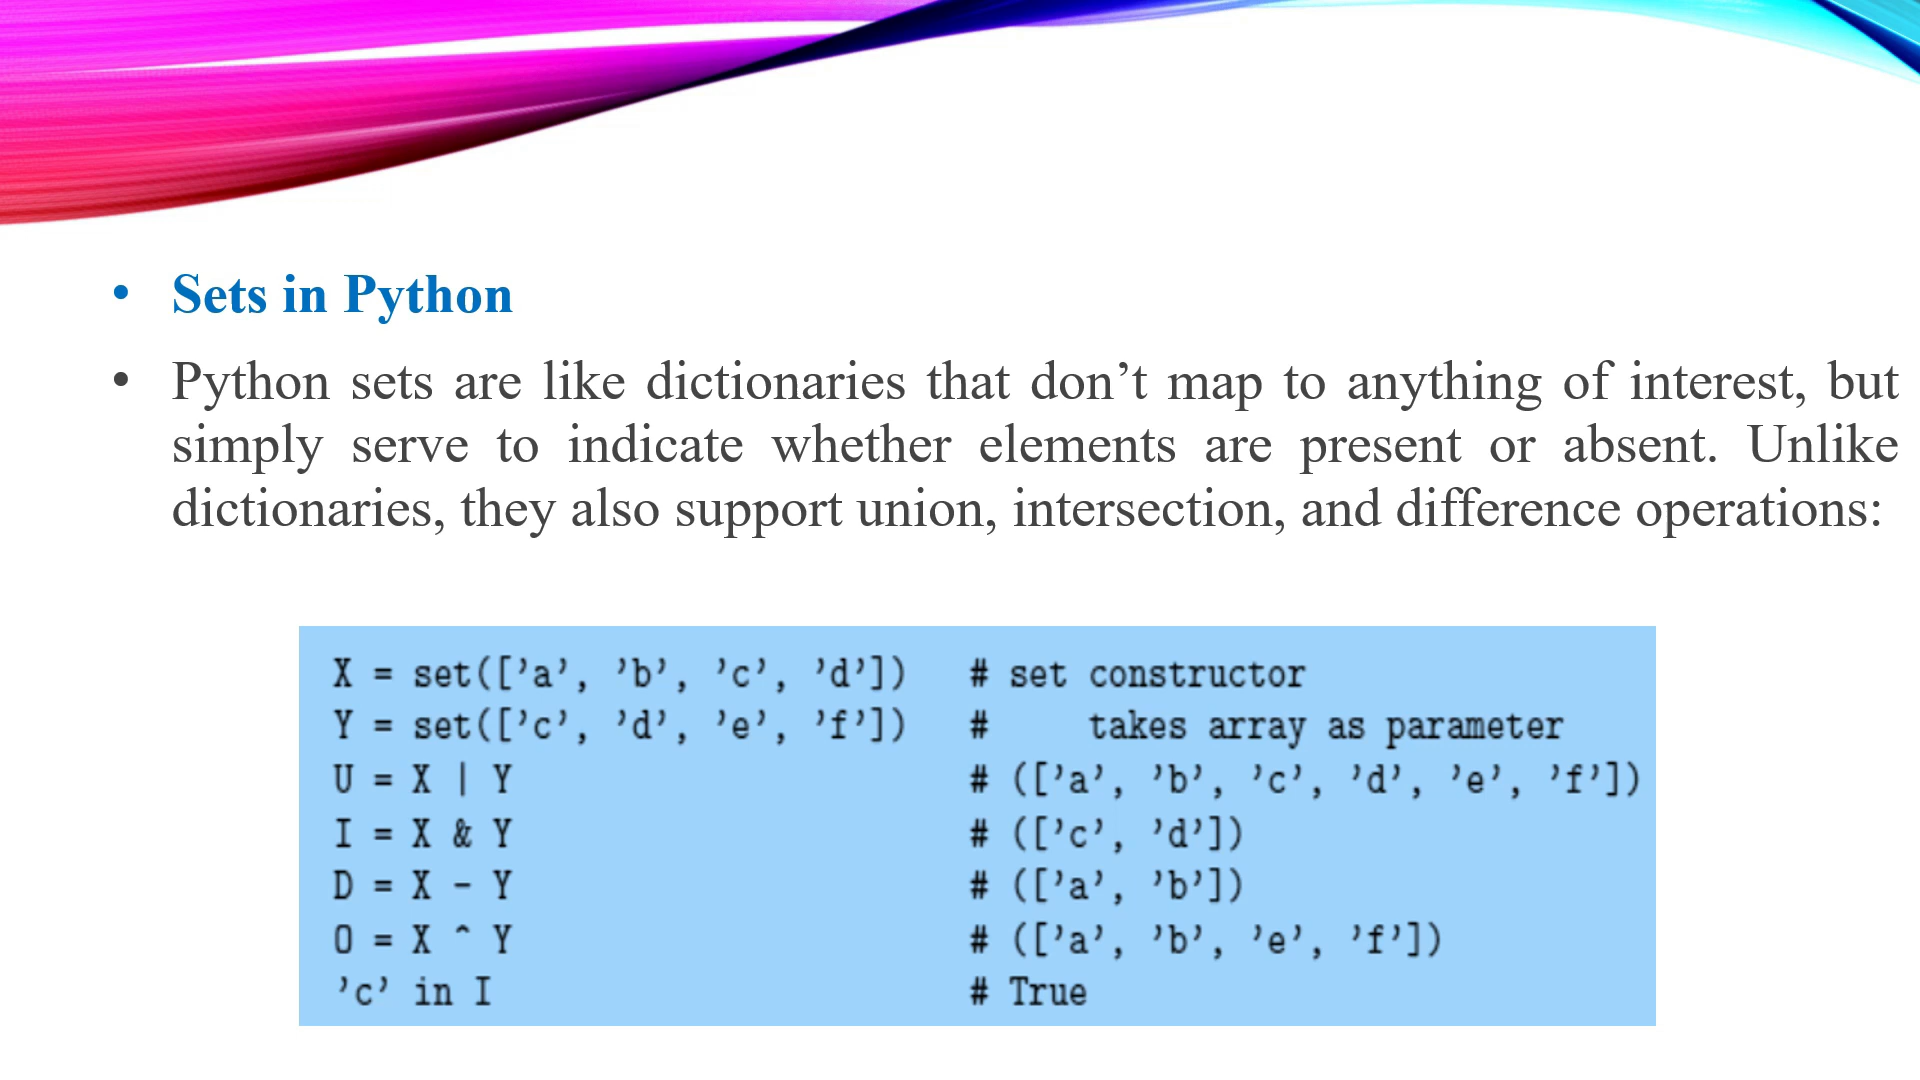 • Sets in Python
• Python sets are like dictionaries that don’t map to anything of interest, but
simply serve to indicate whether elements are present or absent. Unlike
dictionaries, they also support union, intersection, and difference operations:
X = set([’a’, ’b’, ’c’, ’d’])   # set constructor
Y = set([’c’, ’d’, ’e’, ’f’])   #     takes array as parameter
U = X | Y                       # ([’a’, ’b’, ’c’, ’d’, ’e’, ’f’])
I = X & Y                       # ([’c’, ’d’])
D = X - Y                       # ([’a’, ’b’])
O = X ^ Y                       # ([’a’, ’b’, ’e’, ’f’])
’c’ in I                        # True